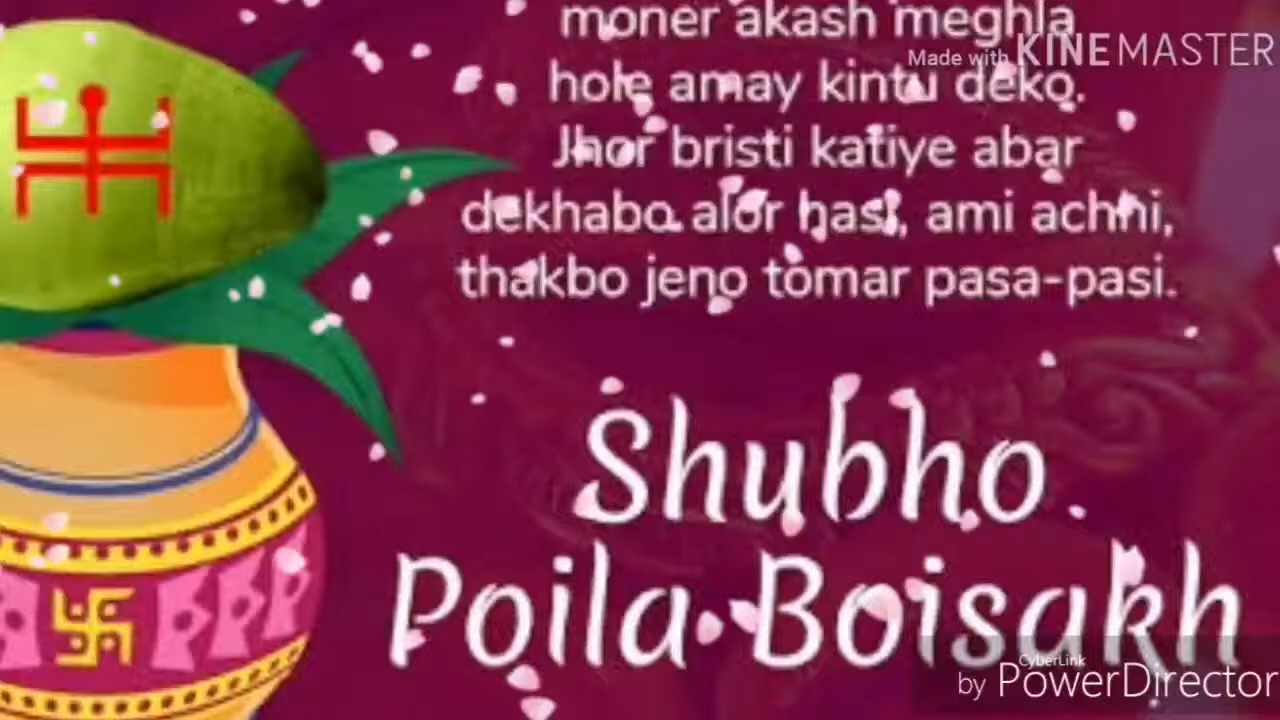 moner akash meghla
Made with KINEMASTER
hole amay kintu deko.
Jhor bristi katiye abar
dekhabo alor hasi, ami achhi,
thakbo jeno tomar pasa-pasi.
Shubho
Poila Boisakh
CyberLink
by PowerDirector